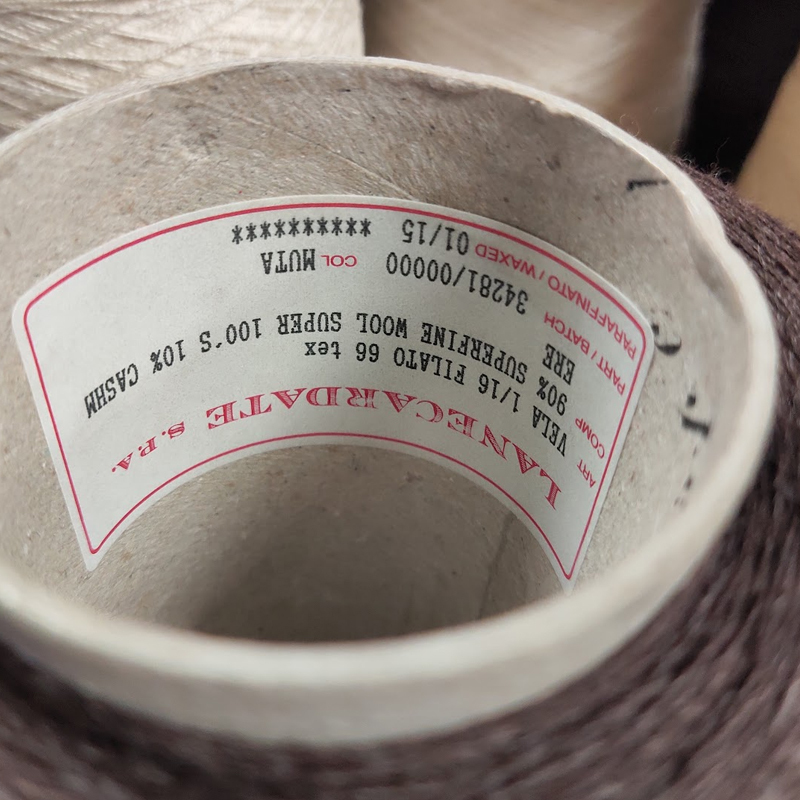 LANECARDATE S.P.A.
ART VELA 1/16 FILATO 66 tex
COMP 90% SUPERFINE WOOL SUPER 100'S 10% CASHM
ERE
PART / BATCH 34281/00000 COL MUTA
PARAFFINATO / WAXED 01/15 ***********